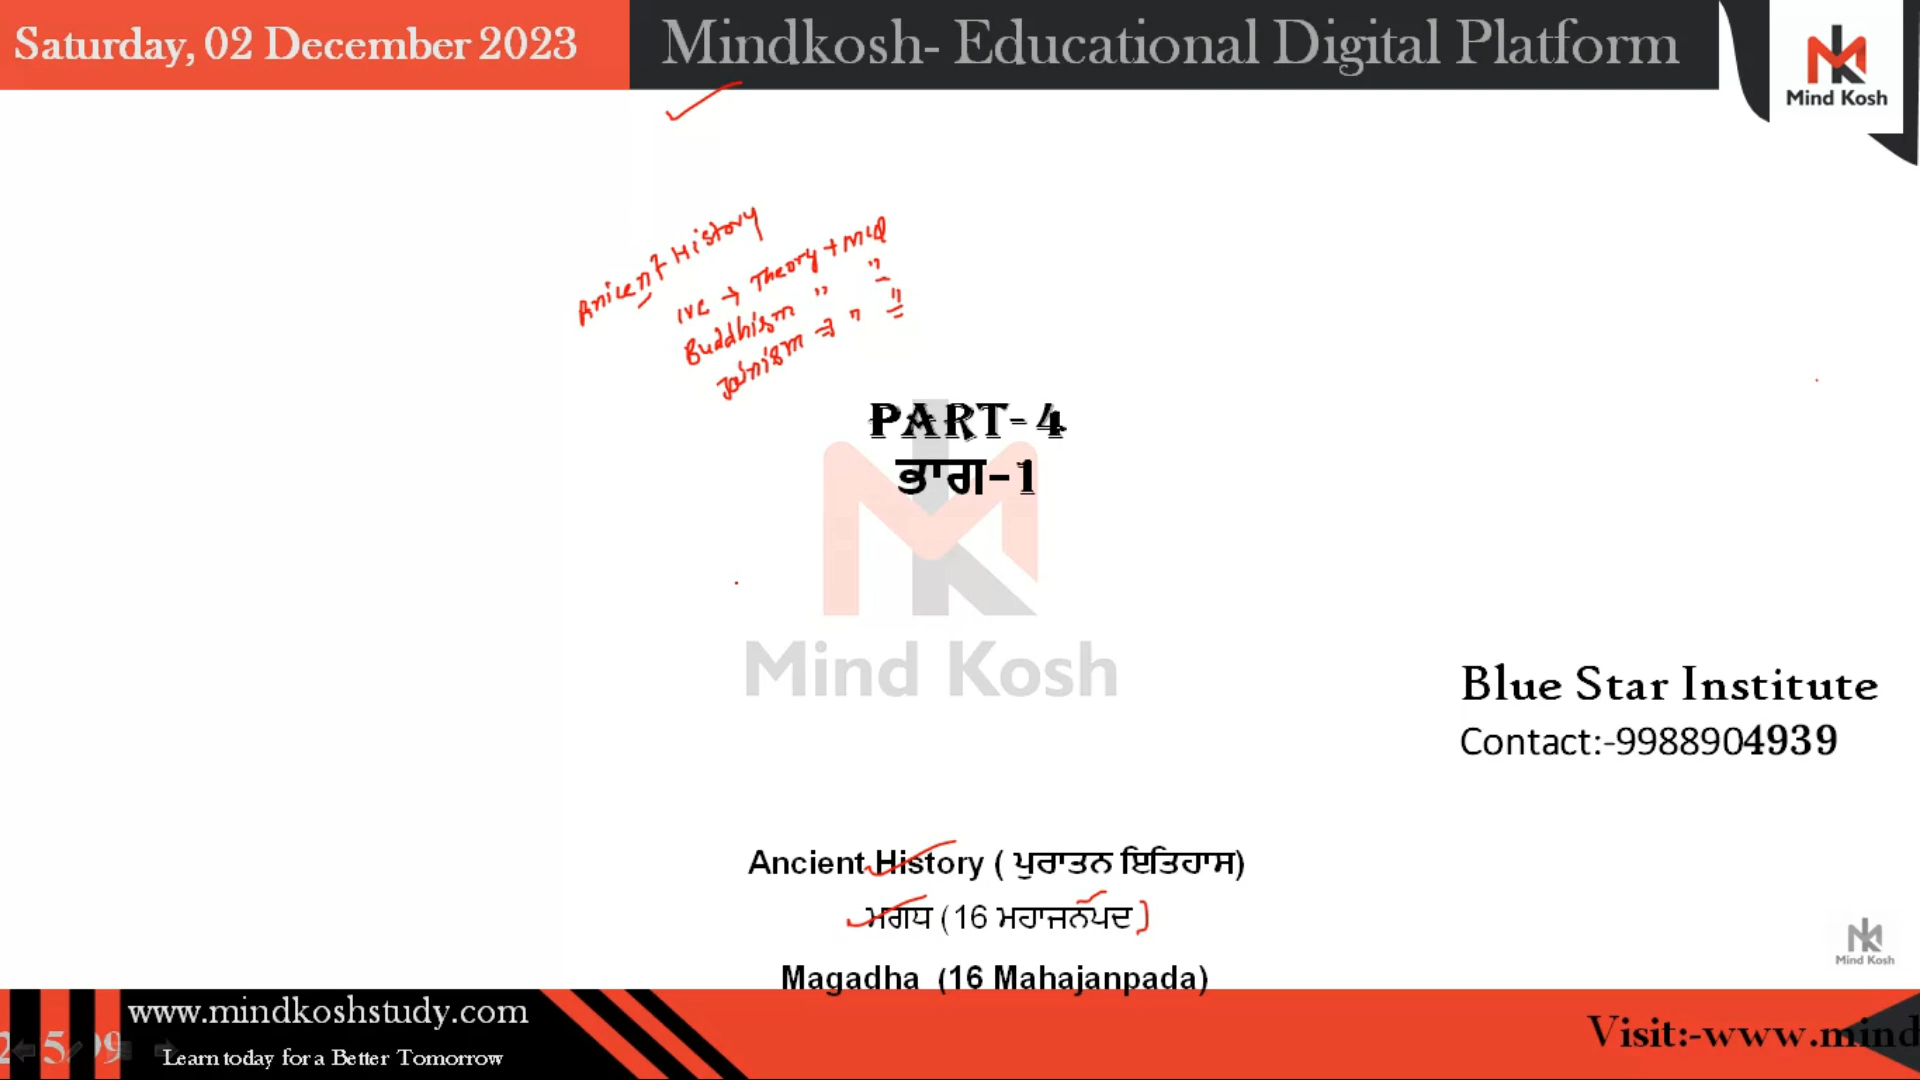 Saturday, 02 December 2023
Mindkosh- Educational Digital Platform
Mind Kosh
Anicent History
IVC → Theory + MCQ
Buddhism " "
Jainism ⇒ " "
PART- 4
ਭਾਗ-1
Mind Kosh
Blue Star Institute
Contact:-9988904939
Ancient History ( ਪੁਰਾਤਨ ਇਤਿਹਾਸ)
ਮਗਧ (16 ਮਹਾਜਨਪਦ)
Magadha (16 Mahajanpada)
Mind Kosh
www.mindkoshstudy.com
Learn today for a Better Tomorrow
Visit:-www.mind